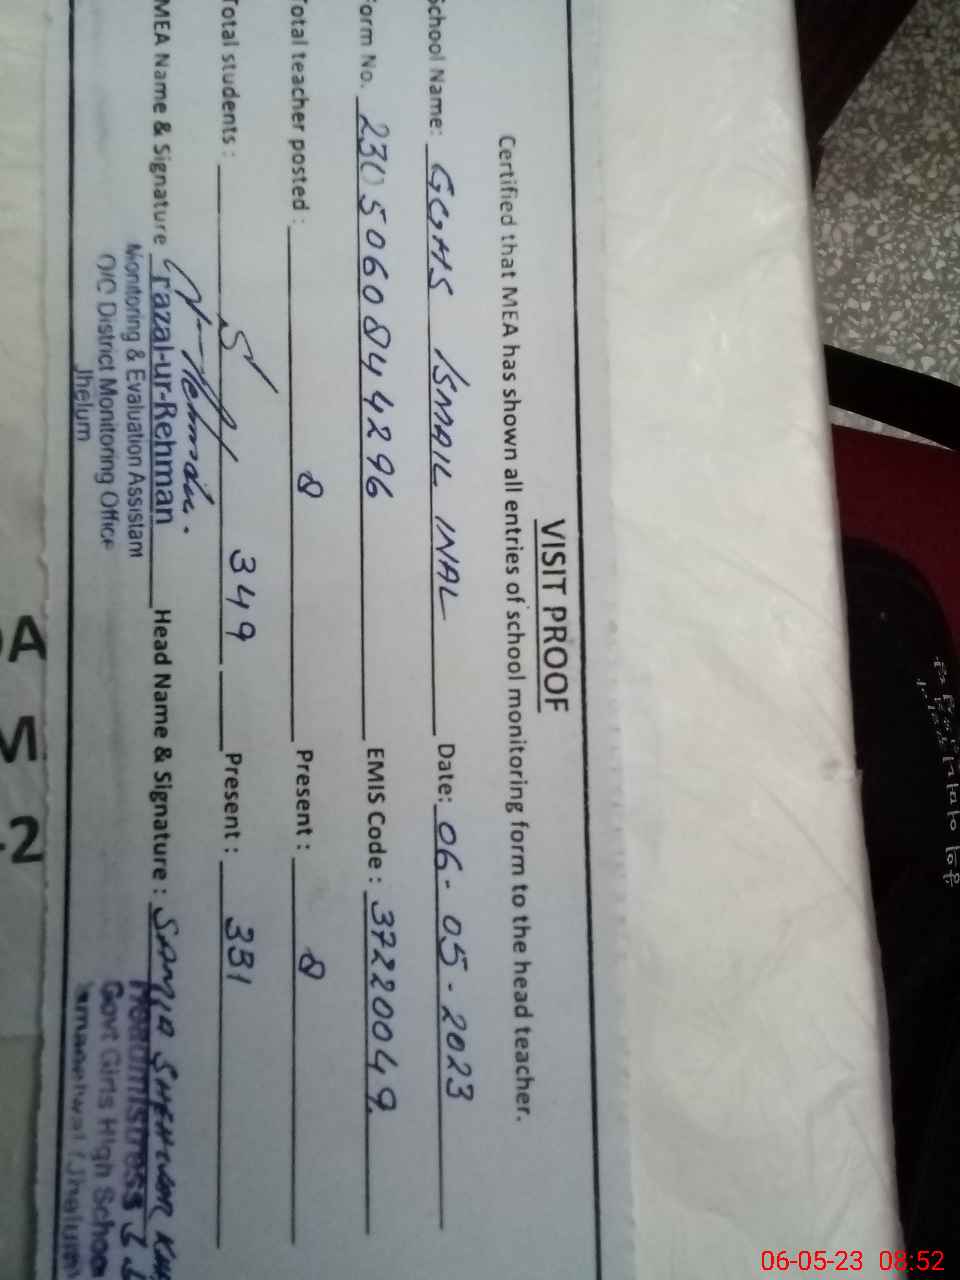 VISIT PROOF
Certified that MEA has shown all entries of school monitoring form to the head teacher.
School Name: GGHS ISMAIL INAL Date: 06-05-2023
Form No. 2305060844296 EMIS Code: 37220049
Total teacher posted: 8 Present: 8
Total students: 349 Present: 331
MEA Name & Signature Fazal-ur-Rehman Head Name & Signature: SAMIA
Monitoring & Evaluation Assistant Headmistress
O/C District Monitoring Office Govt Girls High School
Jhelum Jhelum
A
M
.2
06-05-23 08:52